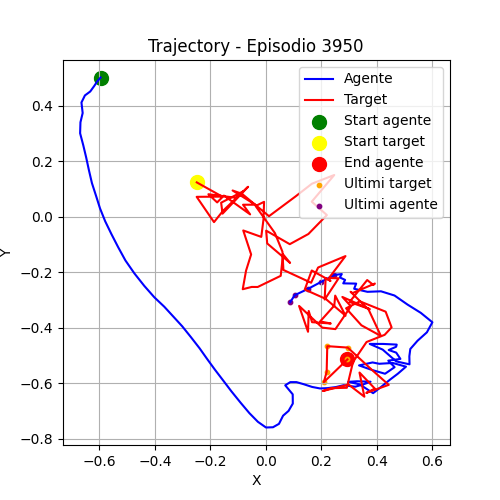 Trajectory - Episodio 3950
Agente
Target
Start agente
Start target
End agente
Ultimi target
Ultimi agente
Y
0.4
0.2
0.0
−0.2
−0.4
−0.6
−0.8
−0.6
−0.4
−0.2
0.0
0.2
0.4
0.6
X